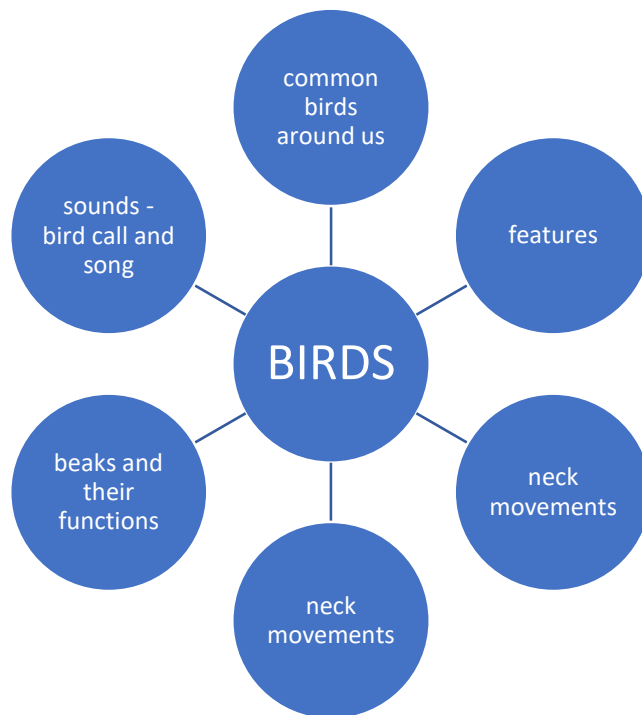 common
birds
around us
features
neck
movements
neck
movements
beaks and
their
functions
sounds -
bird call and
song
BIRDS